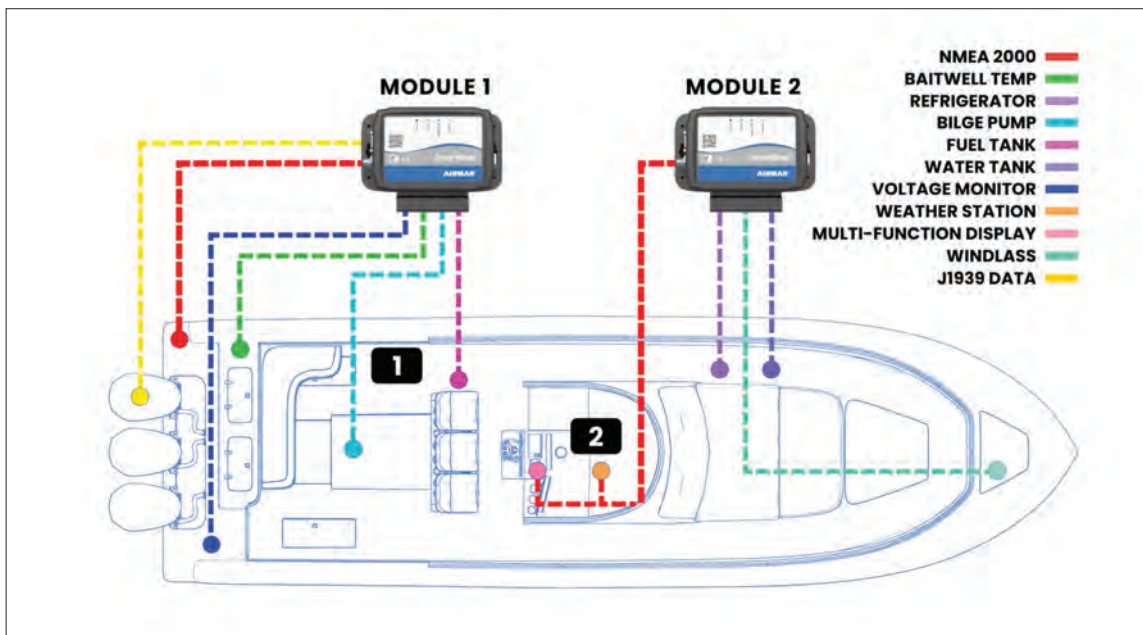 MODULE 1
MODULE 2
NMEA 2000
BAITWELL TEMP
REFRIGERATOR
BILGE PUMP
FUEL TANK
WATER TANK
VOLTAGE MONITOR
WEATHER STATION
MULTI-FUNCTION DISPLAY
WINDLASS
J1939 DATA
AIRMAR
AIRMAR
1
2